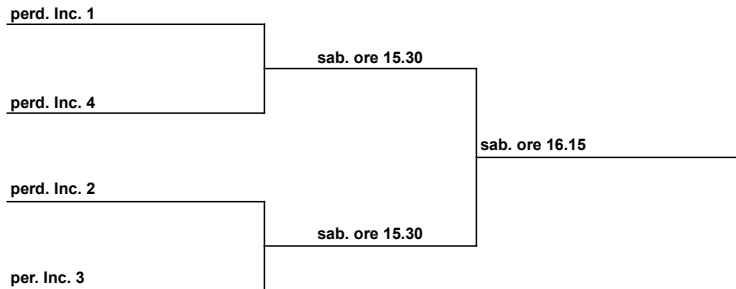 perd. Inc. 1
sab. ore 15.30
perd. Inc. 4
sab. ore 16.15
perd. Inc. 2
sab. ore 15.30
per. Inc. 3